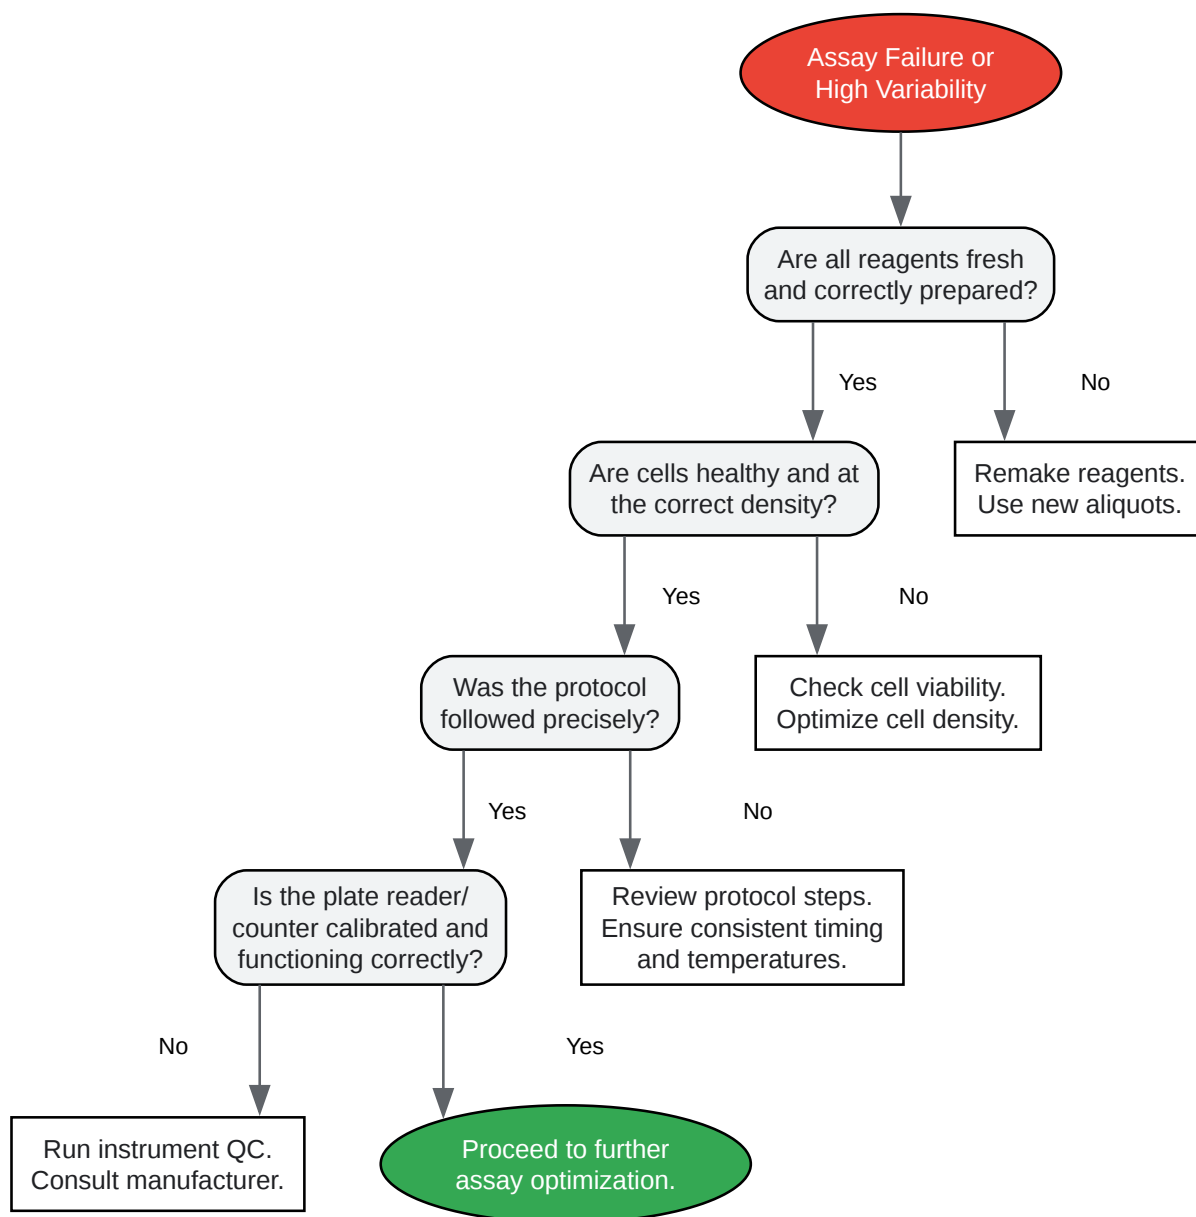 Assay Failure or
High Variability
Are all reagents fresh
and correctly prepared?
Yes
No
Are cells healthy and at
the correct density?
Remake reagents.
Use new aliquots.
Yes
No
Was the protocol
followed precisely?
Check cell viability.
Optimize cell density.
Yes
No
Is the plate reader/
counter calibrated and
functioning correctly?
Review protocol steps.
Ensure consistent timing
and temperatures.
No
Yes
Run instrument QC.
Consult manufacturer.
Proceed to further
assay optimization.